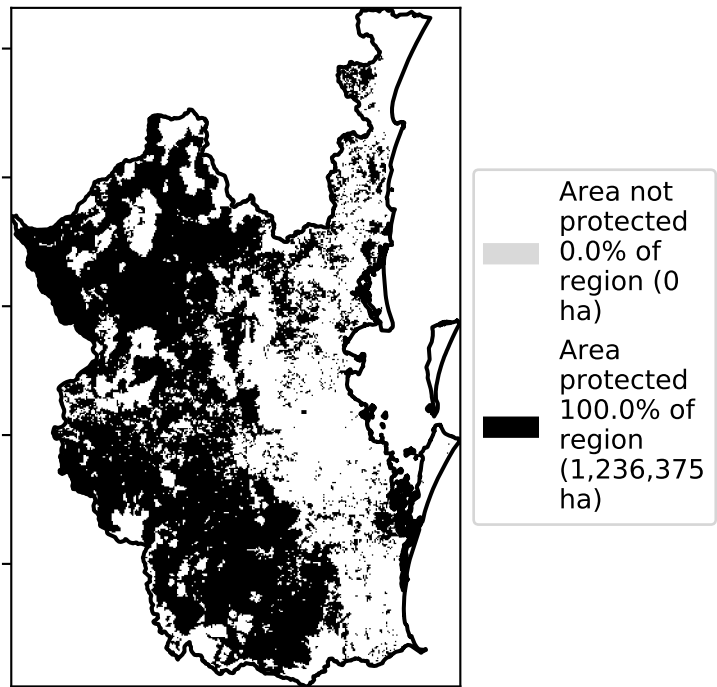 Area not
protected
0.0% of
region (0
ha)
Area
protected
100.0% of
region
(1,236,375
ha)